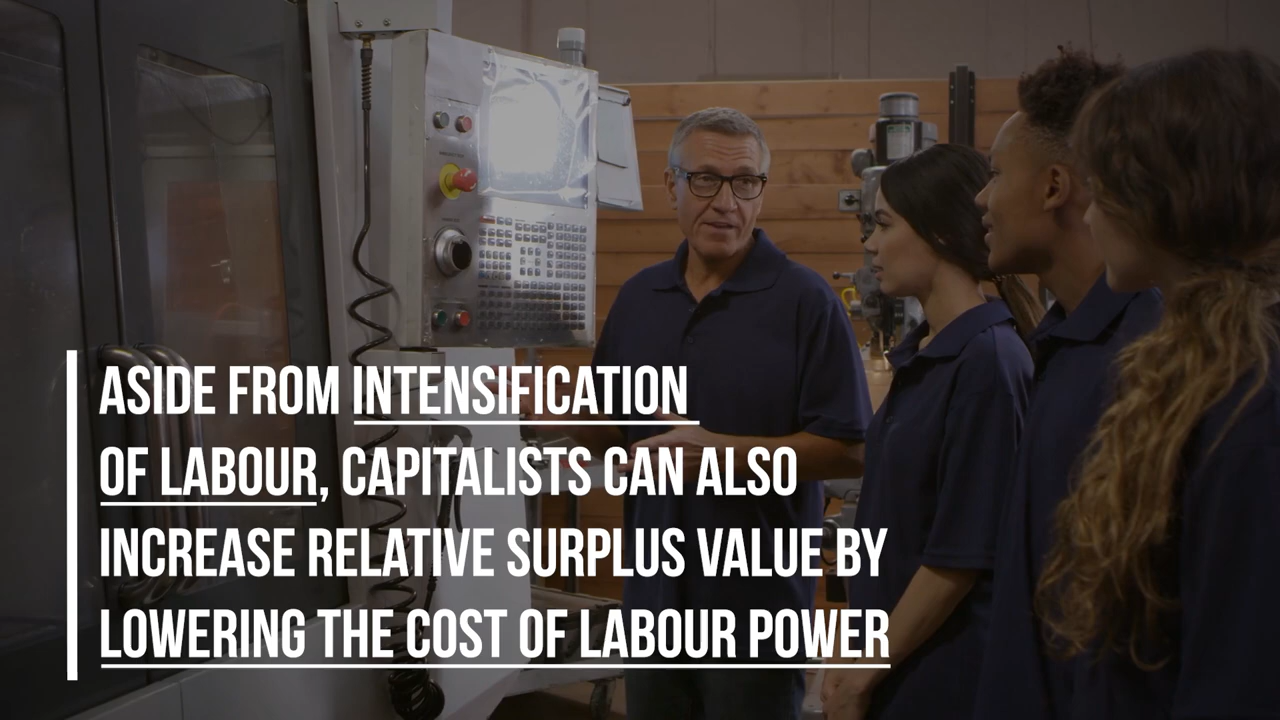 ASIDE FROM INTENSIFICATION
OF LABOUR, CAPITALISTS CAN ALSO
INCREASE RELATIVE SURPLUS VALUE BY
LOWERING THE COST OF LABOUR POWER